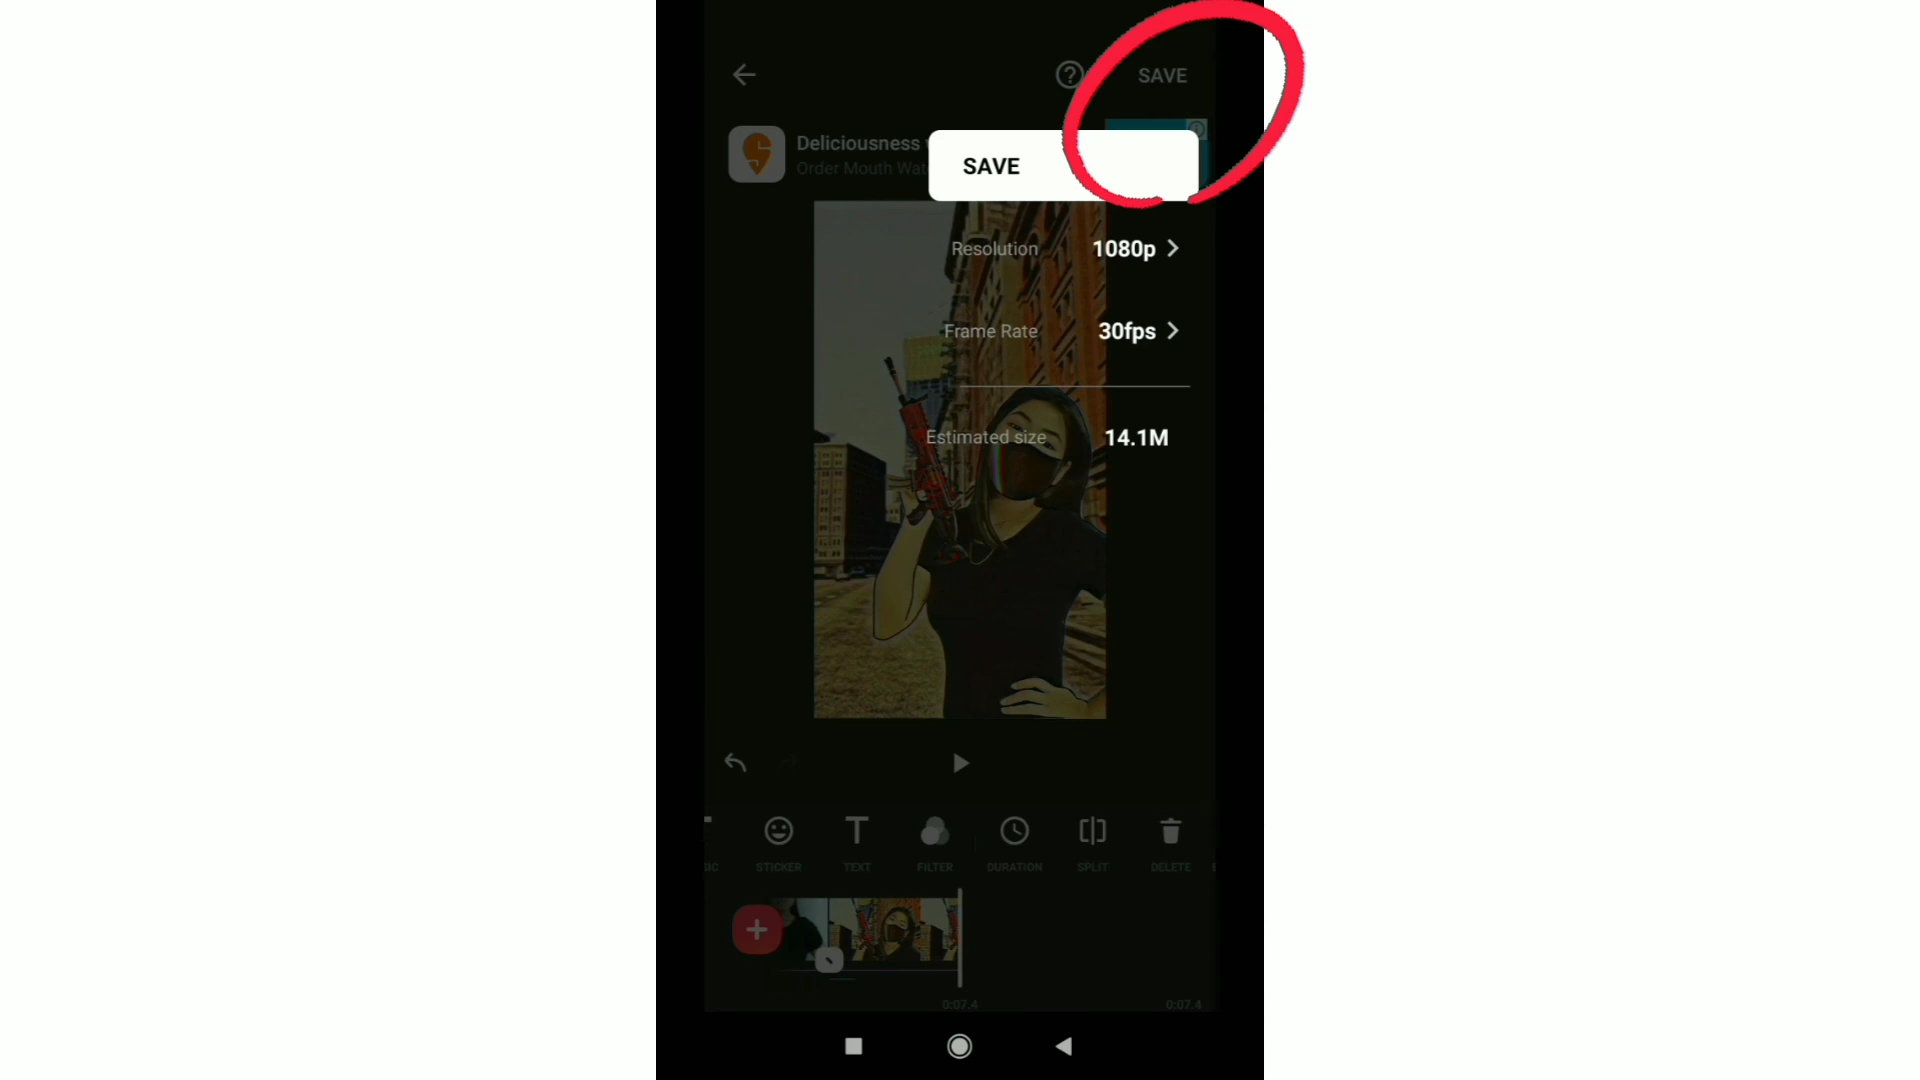 SAVE
Deliciousness
Order Mouth Wat
SAVE
Resolution 1080p
Frame Rate 30fps
Estimated size 14.1M
SIC STICKER TEXT FILTER DURATION SPLIT DELETE
0:07.4 0:07.4